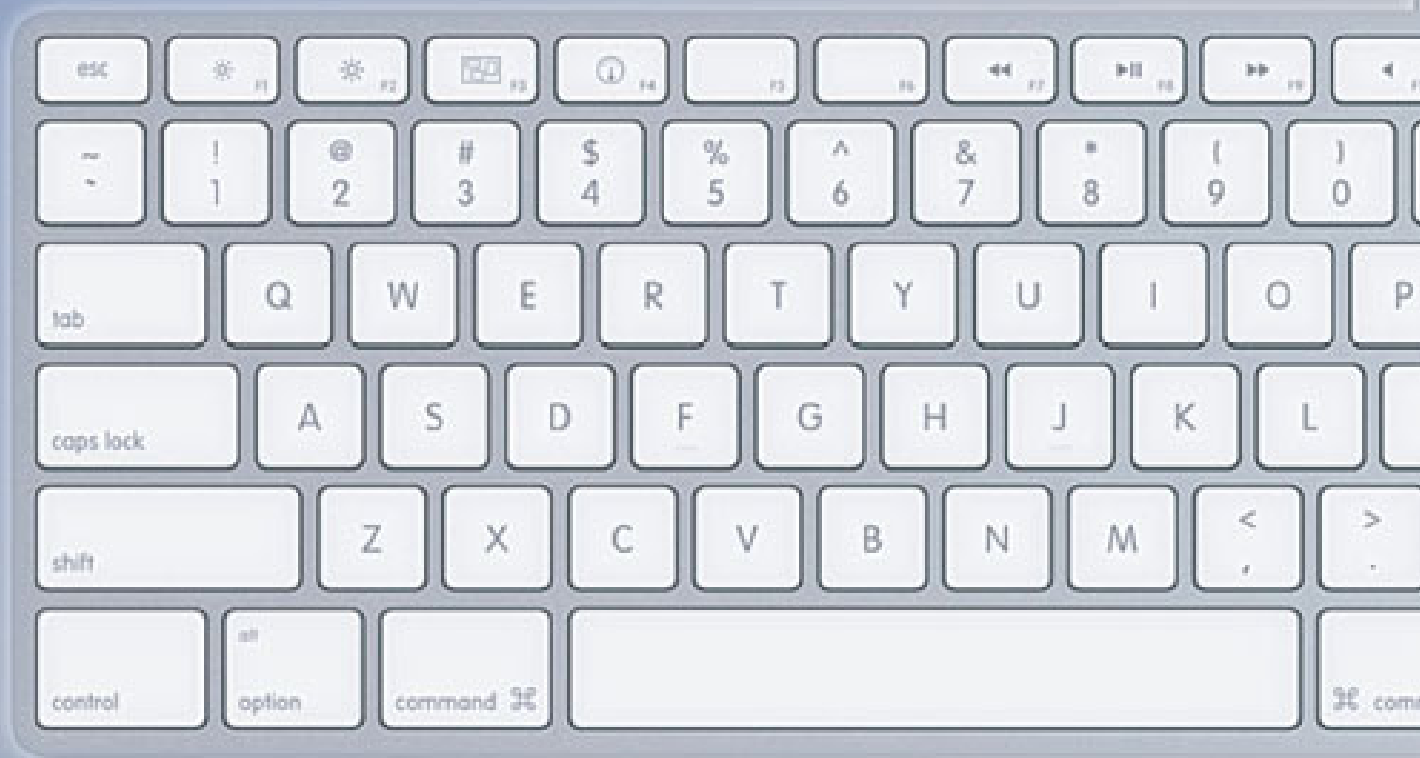 esc F1 F2 F3 F4 F5 F6 F7 F8 F9
~ ! @ # $ % ^ & * ( )
` 1 2 3 4 5 6 7 8 9 0
tab Q W E R T Y U I O P
caps lock A S D F G H J K L
shift Z X C V B N M < >
, .
alt
control option command ⌘ ⌘